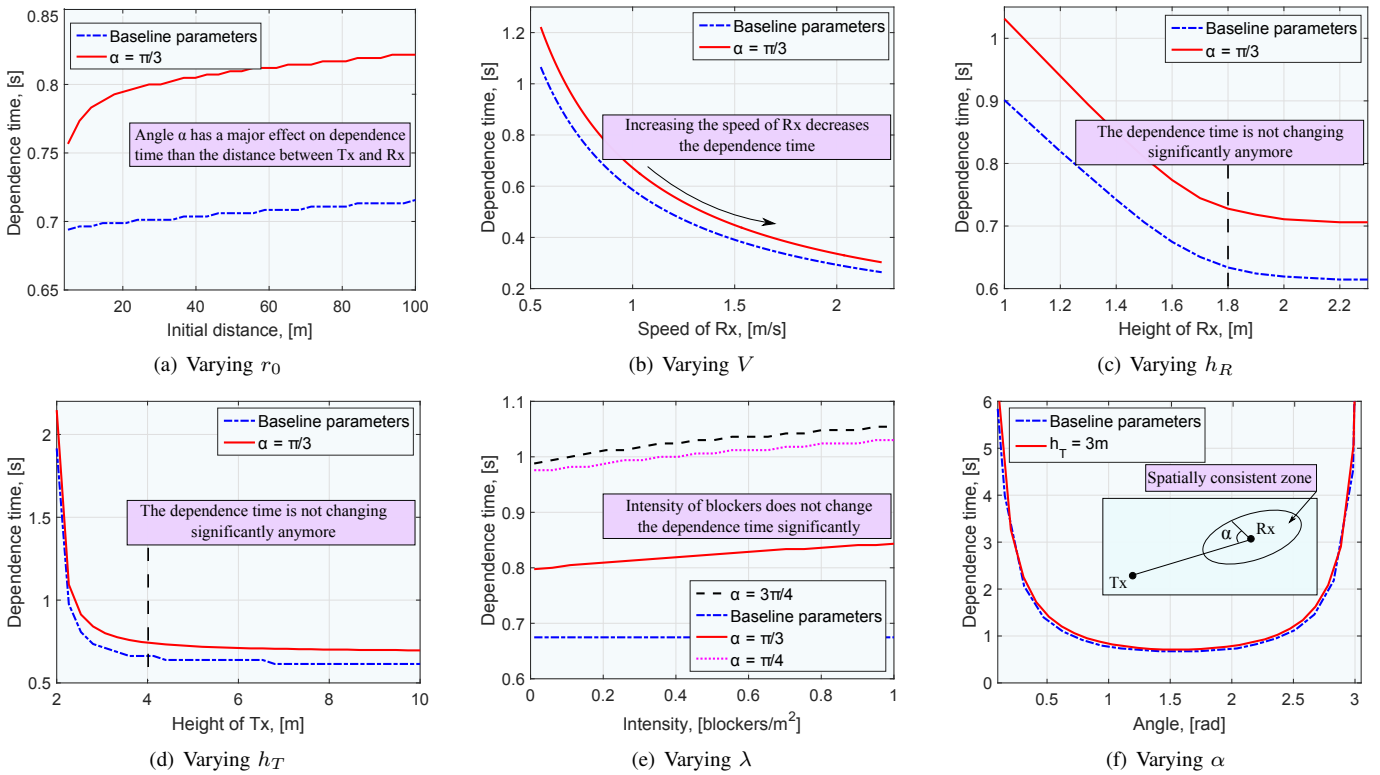 0.85
0.8
0.75
0.7
0.65
20
40
60
80
100
Dependence time, [s]
Initial distance, [m]
Baseline parameters
α = π/3
Angle α has a major effect on dependence
time than the distance between Tx and Rx
(a) Varying r0
1.2
1
0.8
0.6
0.4
0.2
0.5
1
1.5
2
Dependence time, [s]
Speed of Rx, [m/s]
Baseline parameters
α = π/3
Increasing the speed of Rx decreases
the dependence time
(b) Varying V
1
0.9
0.8
0.7
0.6
1
1.2
1.4
1.6
1.8
2
2.2
Dependence time, [s]
Height of Rx, [m]
Baseline parameters
α = π/3
The dependence time is not changing
significantly anymore
(c) Varying hR
2
1.5
1
0.5
2
4
6
8
10
Dependence time, [s]
Height of Tx, [m]
Baseline parameters
α = π/3
The dependence time is not changing
significantly anymore
(d) Varying hT
1.1
1
0.9
0.8
0.7
0.6
0
0.2
0.4
0.6
0.8
1
Dependence time, [s]
Intensity, [blockers/m²]
Intensity of blockers does not change
the dependence time significantly
α = 3π/4
Baseline parameters
α = π/3
α = π/4
(e) Varying λ
6
5
4
3
2
1
0
0.5
1
1.5
2
2.5
3
Dependence time, [s]
Angle, [rad]
Baseline parameters
hT = 3m
Spatially consistent zone
α
Rx
Tx
(f) Varying α